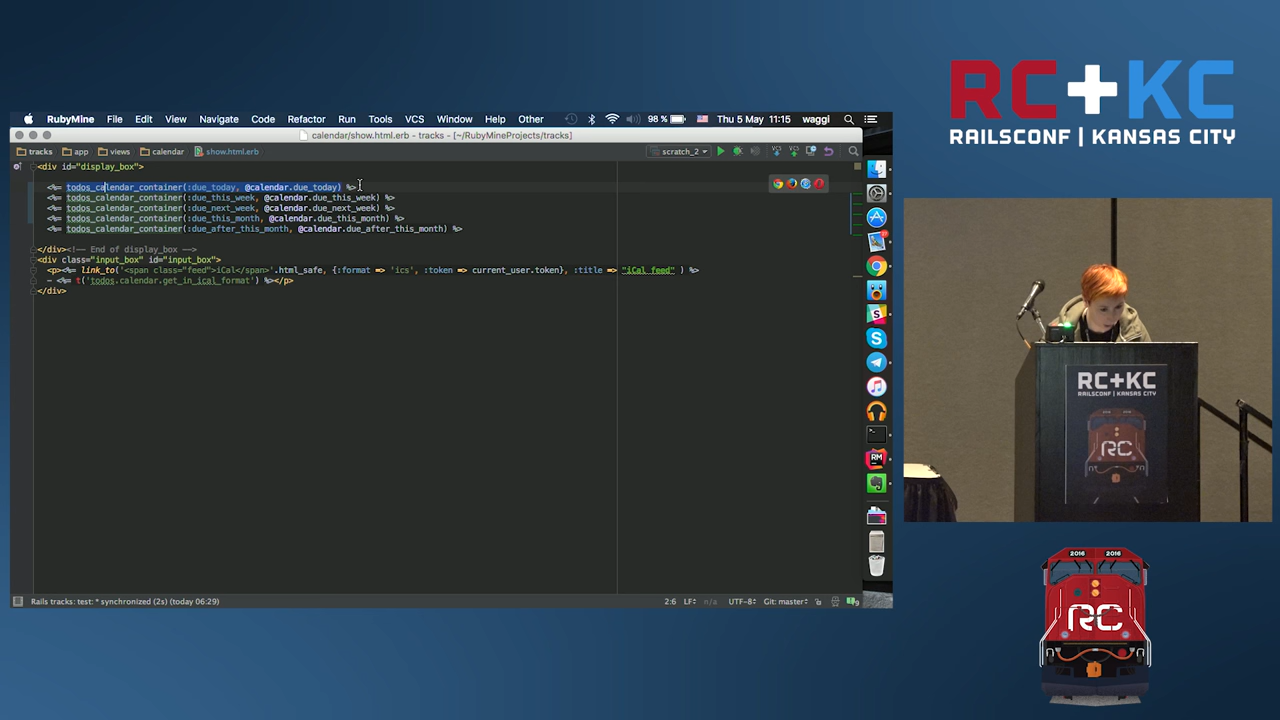 RC+KC
RAILSCONF | KANSAS CITY
RubyMine File Edit View Navigate Code Refactor Run Tools VCS Window Help Other 98 % Thu 5 May 11:15 waggi
calendar/show.html.erb - tracks - [~/RubyMineProjects/tracks]
tracks app views calendar show.html.erb scratch_2
<div id="display_box">
<%= todos_calendar_container(:due_today, @calendar.due_today) %>
<%= todos_calendar_container(:due_this_week, @calendar.due_this_week) %>
<%= todos_calendar_container(:due_next_week, @calendar.due_next_week) %>
<%= todos_calendar_container(:due_this_month, @calendar.due_this_month) %>
<%= todos_calendar_container(:due_after_this_month, @calendar.due_after_this_month) %>
</div><!-- End of display_box -->
<div class="input_box" id="input_box">
<p><%= link_to('<span class="feed">iCal</span>'.html_safe, {:format => 'ics', :token => current_user.token}, :title => "iCal feed" ) %>
- <%= t('todos.calendar.get_in_ical_format') %></p>
</div>
Rails tracks: test: * synchronized (2s) (today 06:29) 2:6 LF n/a UTF-8 Git: master
RC+KC
RAILSCONF | KANSAS CITY
RC
2016 2016
RC